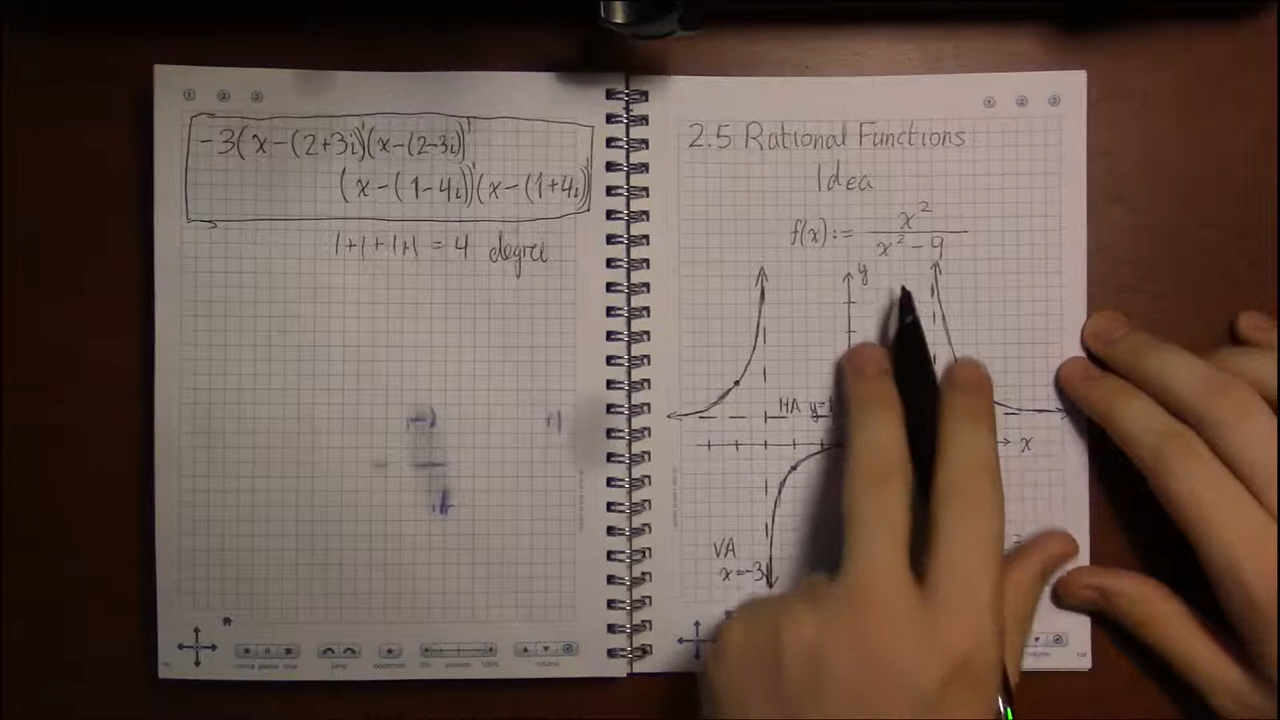 -3(x-(2+3i)(x-(2-3i))
(x-(1-4i))(x-(1+4i))
1+1+1+1 = 4 degree
2.5 Rational Functions
Idea
f(x):= x²
x²-9
y
HA y=1
x
VA
x=-3